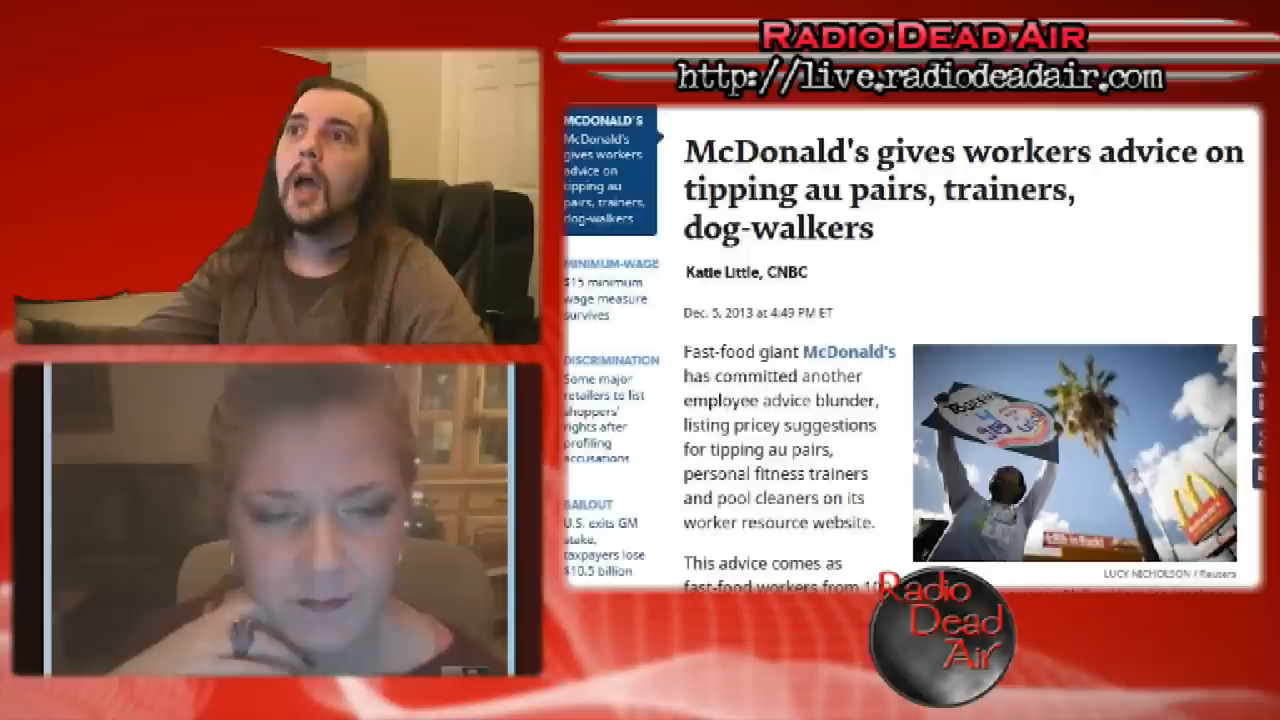 RADIO DEAD AIR
http://live.radiodeadair.com
MCDONALD'S
McDonald's
gives workers
advice on
tipping au
pairs, trainers,
dog-walkers
MINIMUM-WAGE
$15 minimum
wage measure
survives
DISCRIMINATION
Some major
retailers to list
shoppers'
rights after
profiling
accusations
BAILOUT
U.S. exits GM
stake,
taxpayers lose
$10.5 billion
McDonald's gives workers advice on
tipping au pairs, trainers,
dog-walkers
Katie Little, CNBC
Dec. 5, 2013 at 4:49 PM ET
Fast-food giant McDonald's
has committed another
employee advice blunder,
listing pricey suggestions
for tipping au pairs,
personal fitness trainers
and pool cleaners on its
worker resource website.
This advice comes as
fast-food workers from
LUCY NICHOLSON / Reuters
Radio
Dead
Air